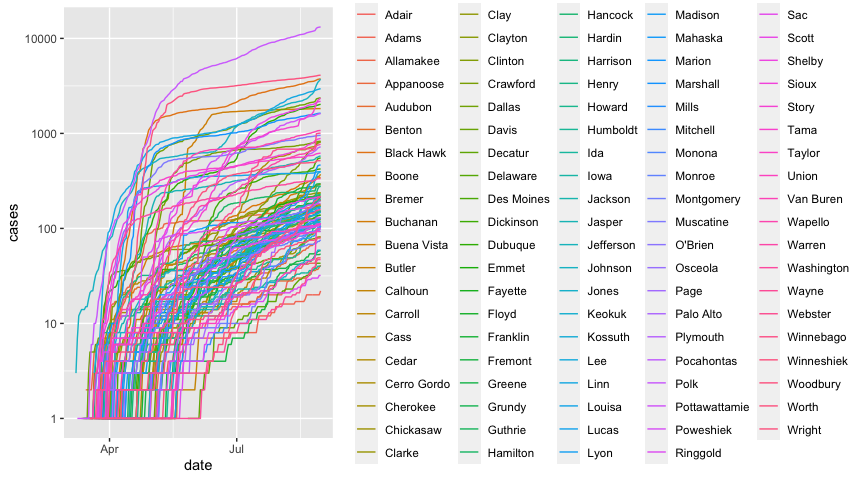 10000
1000
100
10
1
cases
Apr
Jul
date
Adair
Adams
Allamakee
Appanoose
Audubon
Benton
Black Hawk
Boone
Bremer
Buchanan
Buena Vista
Butler
Calhoun
Carroll
Cass
Cedar
Cerro Gordo
Cherokee
Chickasaw
Clarke
Clay
Clayton
Clinton
Crawford
Dallas
Davis
Decatur
Delaware
Des Moines
Dickinson
Dubuque
Emmet
Fayette
Floyd
Franklin
Fremont
Greene
Grundy
Guthrie
Hamilton
Hancock
Hardin
Harrison
Henry
Howard
Humboldt
Ida
Iowa
Jackson
Jasper
Jefferson
Johnson
Jones
Keokuk
Kossuth
Lee
Linn
Louisa
Lucas
Lyon
Madison
Mahaska
Marion
Marshall
Mills
Mitchell
Monona
Monroe
Montgomery
Muscatine
O'Brien
Osceola
Page
Palo Alto
Plymouth
Pocahontas
Polk
Pottawattamie
Poweshiek
Ringgold
Sac
Scott
Shelby
Sioux
Story
Tama
Taylor
Union
Van Buren
Wapello
Warren
Washington
Wayne
Webster
Winnebago
Winneshiek
Woodbury
Worth
Wright